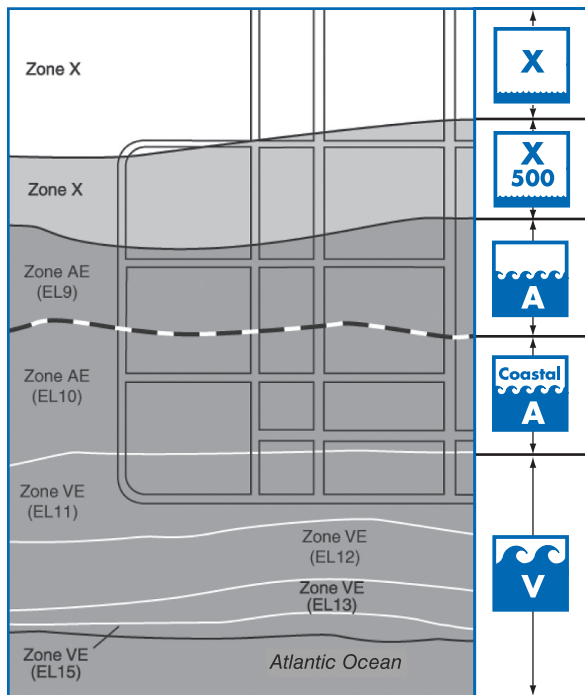 Zone X
X
Zone X
X
500
Zone AE
(EL9)
A
Zone AE
(EL10)
Coastal
A
Zone VE
(EL11)
Zone VE
(EL12)
Zone VE
(EL13)
V
Zone VE
(EL15)
Atlantic Ocean